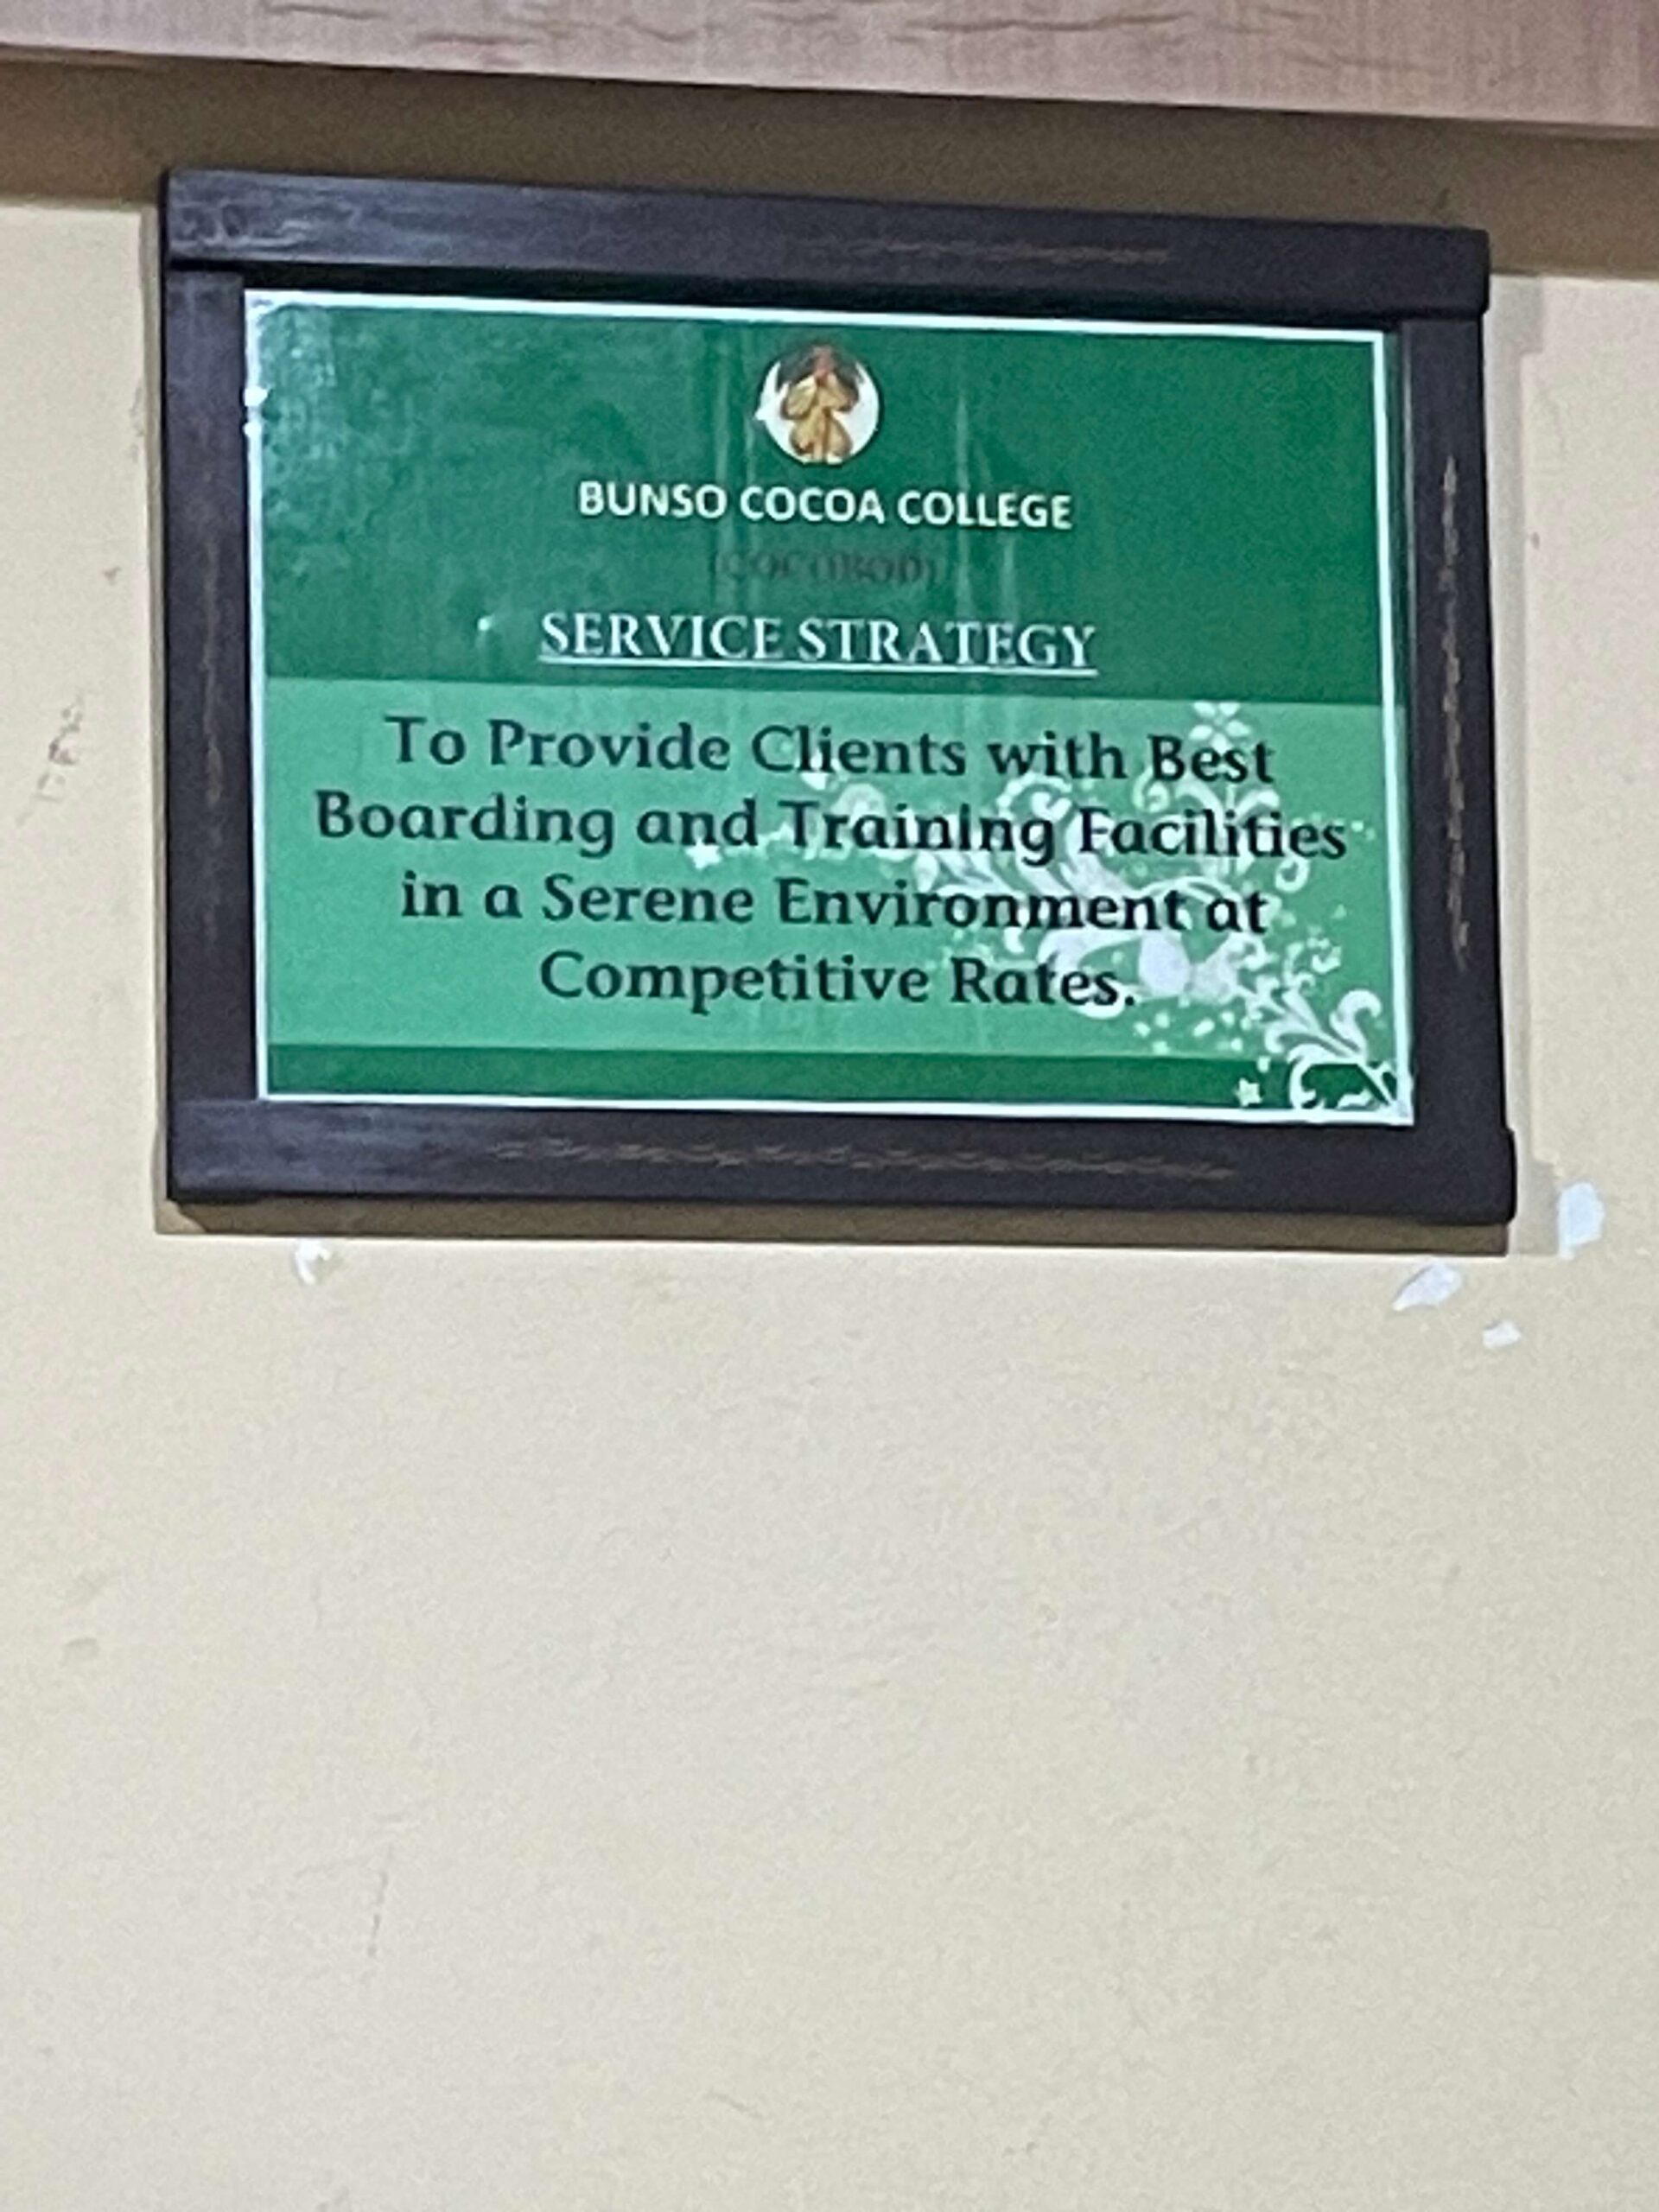 BUNSO COCOA COLLEGE
(COCOBOD)
SERVICE STRATEGY
To Provide Clients with Best
Boarding and Training Facilities
in a Serene Environment at
Competitive Rates.